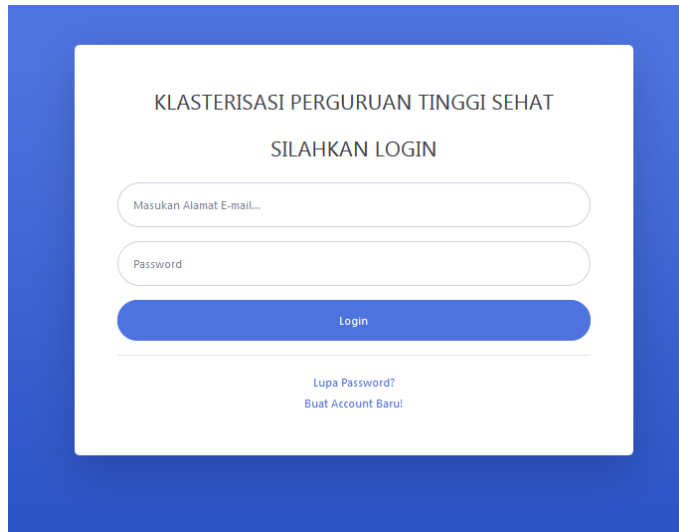 KLASTERISASI PERGURUAN TINGGI SEHAT
SILAHKAN LOGIN
Masukan Alamat E-mail...
Password
Login
Lupa Password?
Buat Account Baru!